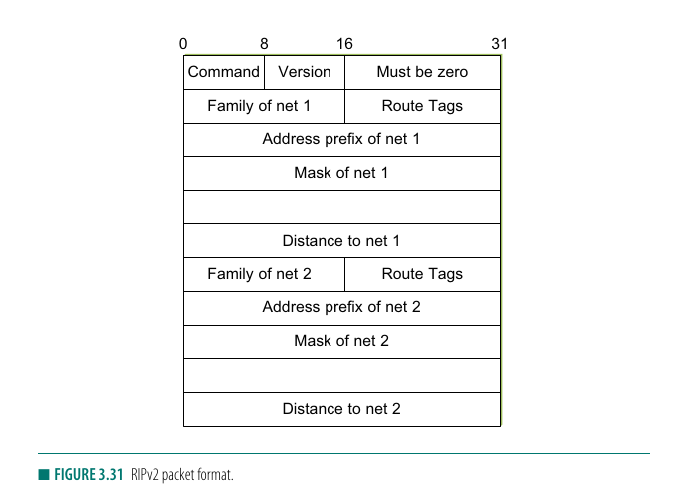 0 8 16 31
Command Version Must be zero
Family of net 1 Route Tags
Address prefix of net 1
Mask of net 1
Distance to net 1
Family of net 2 Route Tags
Address prefix of net 2
Mask of net 2
Distance to net 2
FIGURE 3.31 RIPv2 packet format.